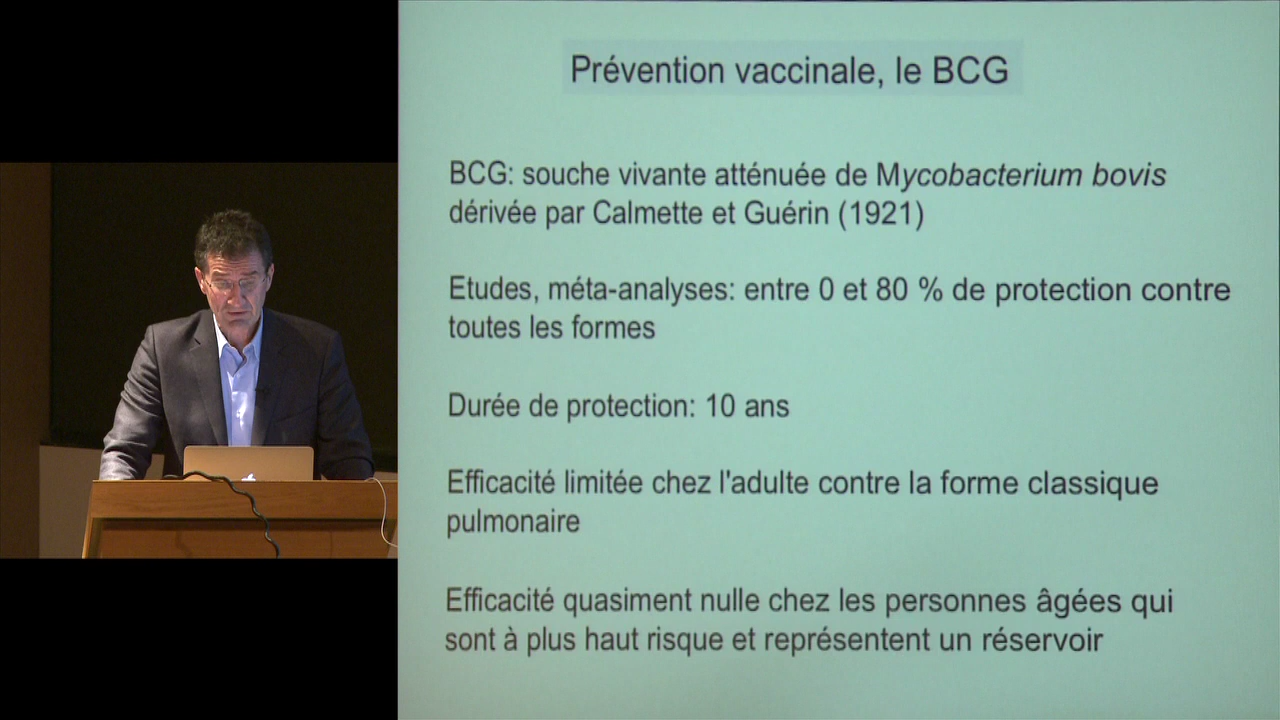 Prévention vaccinale, le BCG
BCG: souche vivante atténuée de Mycobacterium bovis
dérivée par Calmette et Guérin (1921)
Etudes, méta-analyses: entre 0 et 80 % de protection contre
toutes les formes
Durée de protection: 10 ans
Efficacité limitée chez l'adulte contre la forme classique
pulmonaire
Efficacité quasiment nulle chez les personnes âgées qui
sont à plus haut risque et représentent un réservoir